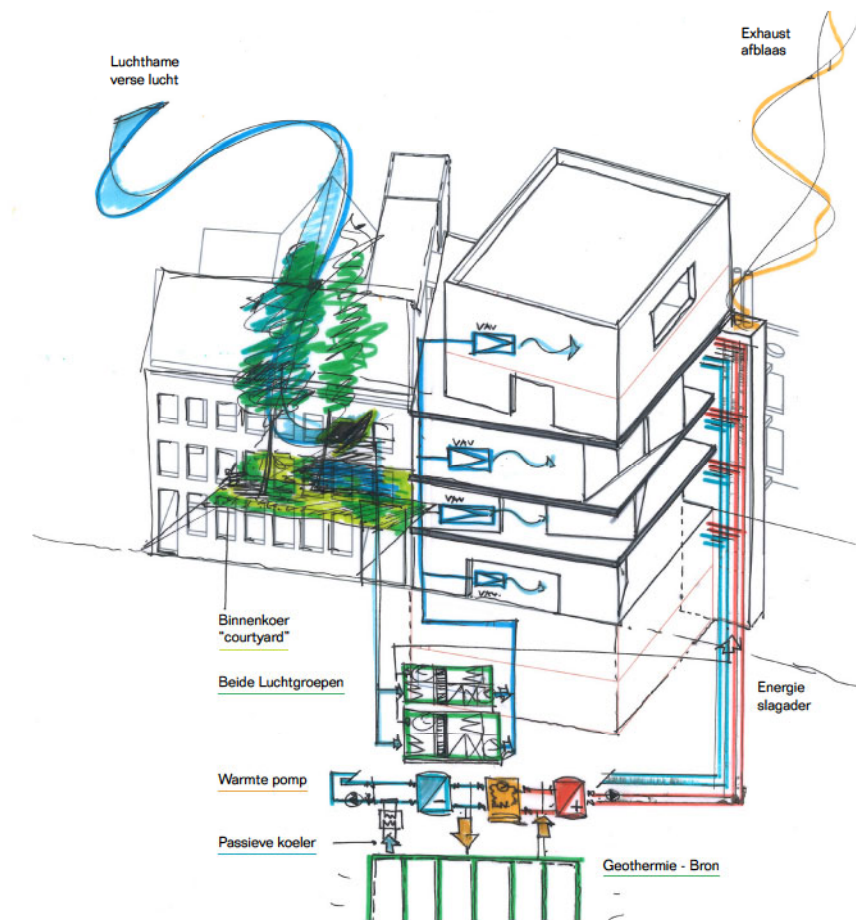 Luchthame
verse lucht
Exhaust
afblaas
VAV
VAV
VAV
VAV
Binnenkoer
"courtyard"
Beide Luchtgroepen
Energie
slagader
Warmte pomp
Passieve koeler
Geothermie - Bron